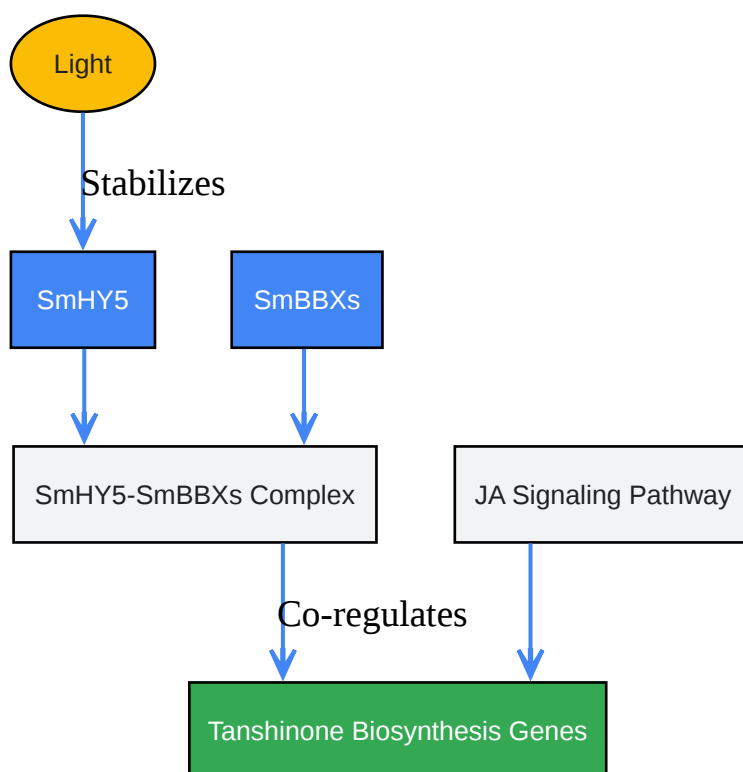 Light
Stabilizes
SmHY5
SmBBXs
SmHY5-SmBBXs Complex
JA Signaling Pathway
Co-regulates
Tanshinone Biosynthesis Genes